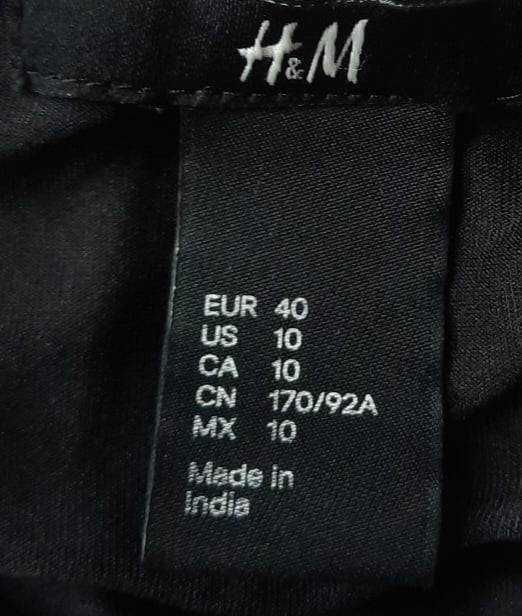 H&M
EUR 40
US 10
CA 10
CN 170/92A
MX 10
Made in
India